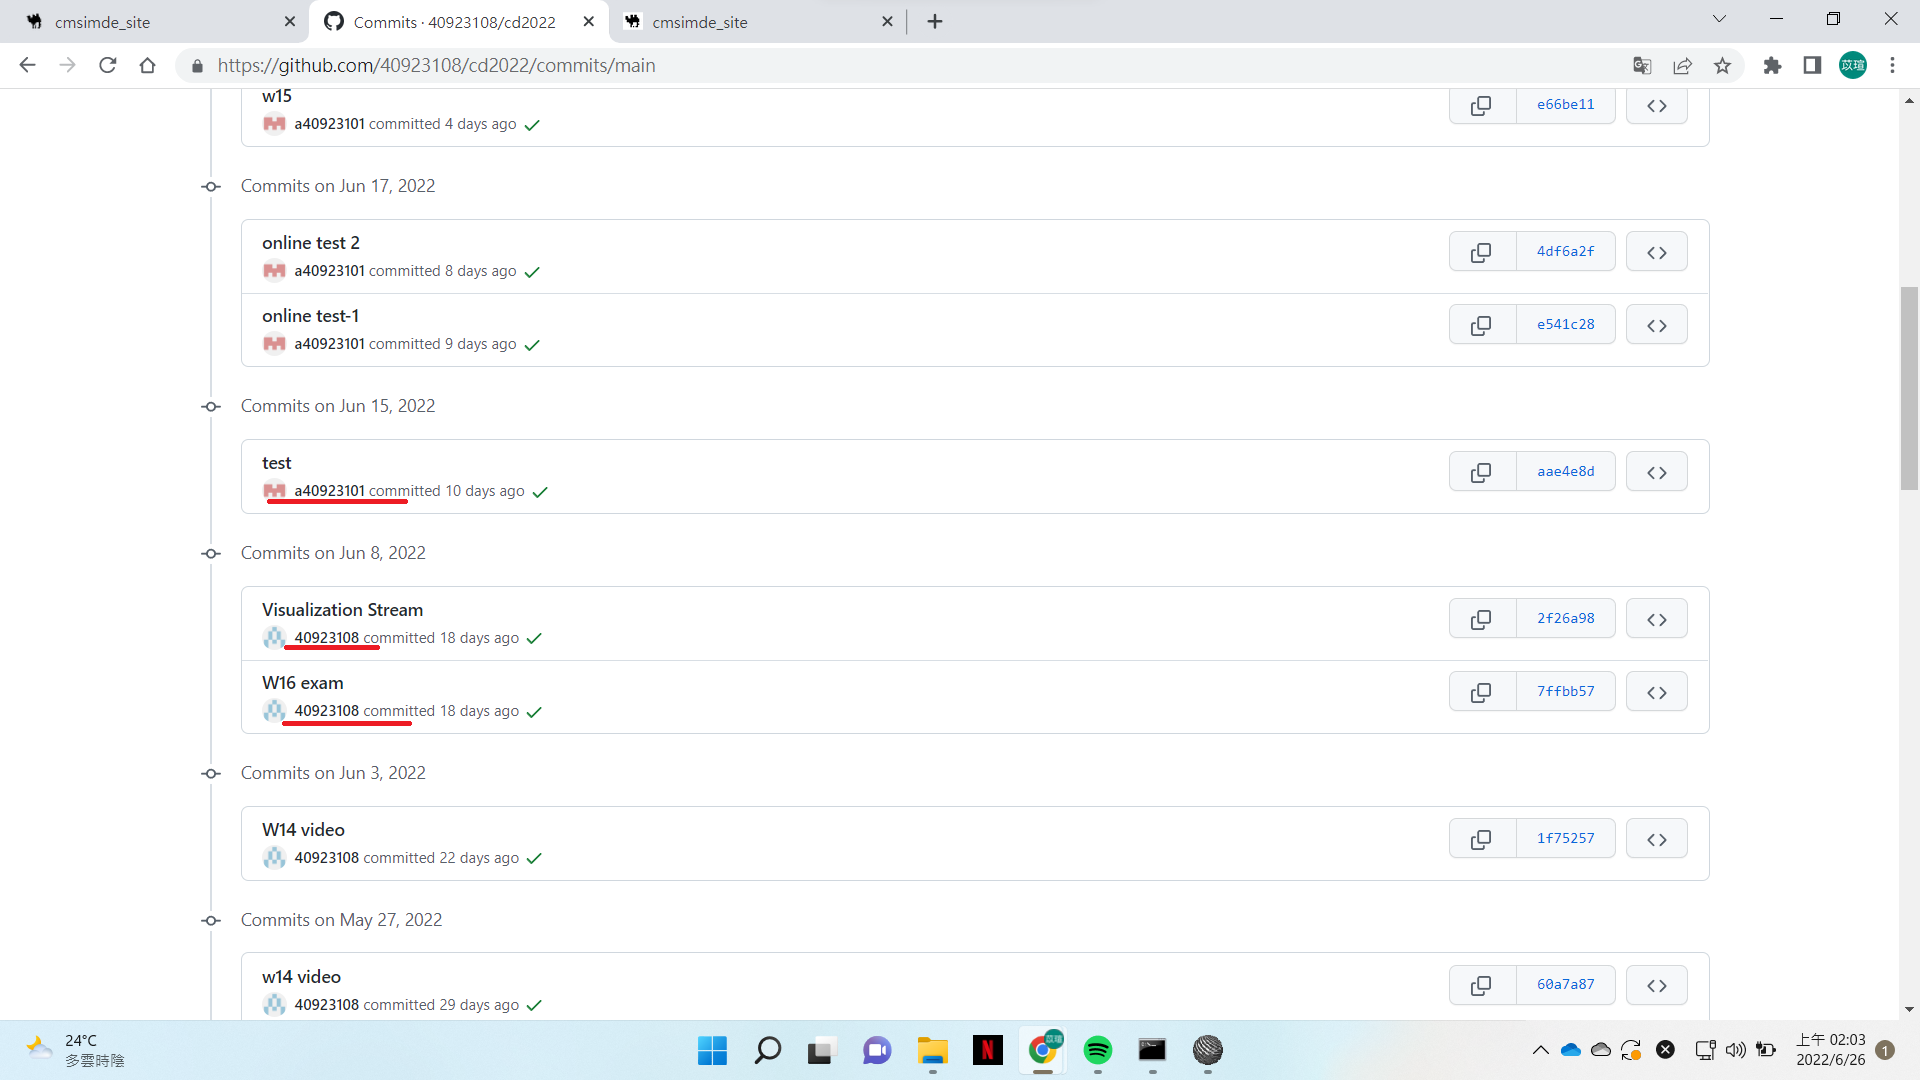 cmsimde_site
Commits · 40923108/cd2022
cmsimde_site
https://github.com/40923108/cd2022/commits/main
苡瑄
w15
a40923101 committed 4 days ago
e66be11
Commits on Jun 17, 2022
online test 2
a40923101 committed 8 days ago
4df6a2f
online test-1
a40923101 committed 9 days ago
e541c28
Commits on Jun 15, 2022
test
a40923101 committed 10 days ago
aae4e8d
Commits on Jun 8, 2022
Visualization Stream
40923108 committed 18 days ago
2f26a98
W16 exam
40923108 committed 18 days ago
7ffbb57
Commits on Jun 3, 2022
W14 video
40923108 committed 22 days ago
1f75257
Commits on May 27, 2022
w14 video
40923108 committed 29 days ago
60a7a87
24°C
多雲時陰
N
苡瑄
上午 02:03
2022/6/26
1